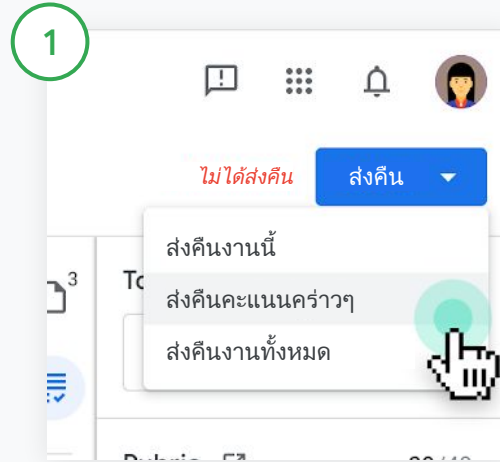 1
ไม่ได้ส่งคืน
ส่งคืน
ส่งคืนงานนี้
3
ส่งคืนคะแนนคร่าวๆ
ส่งคืนงานทั้งหมด